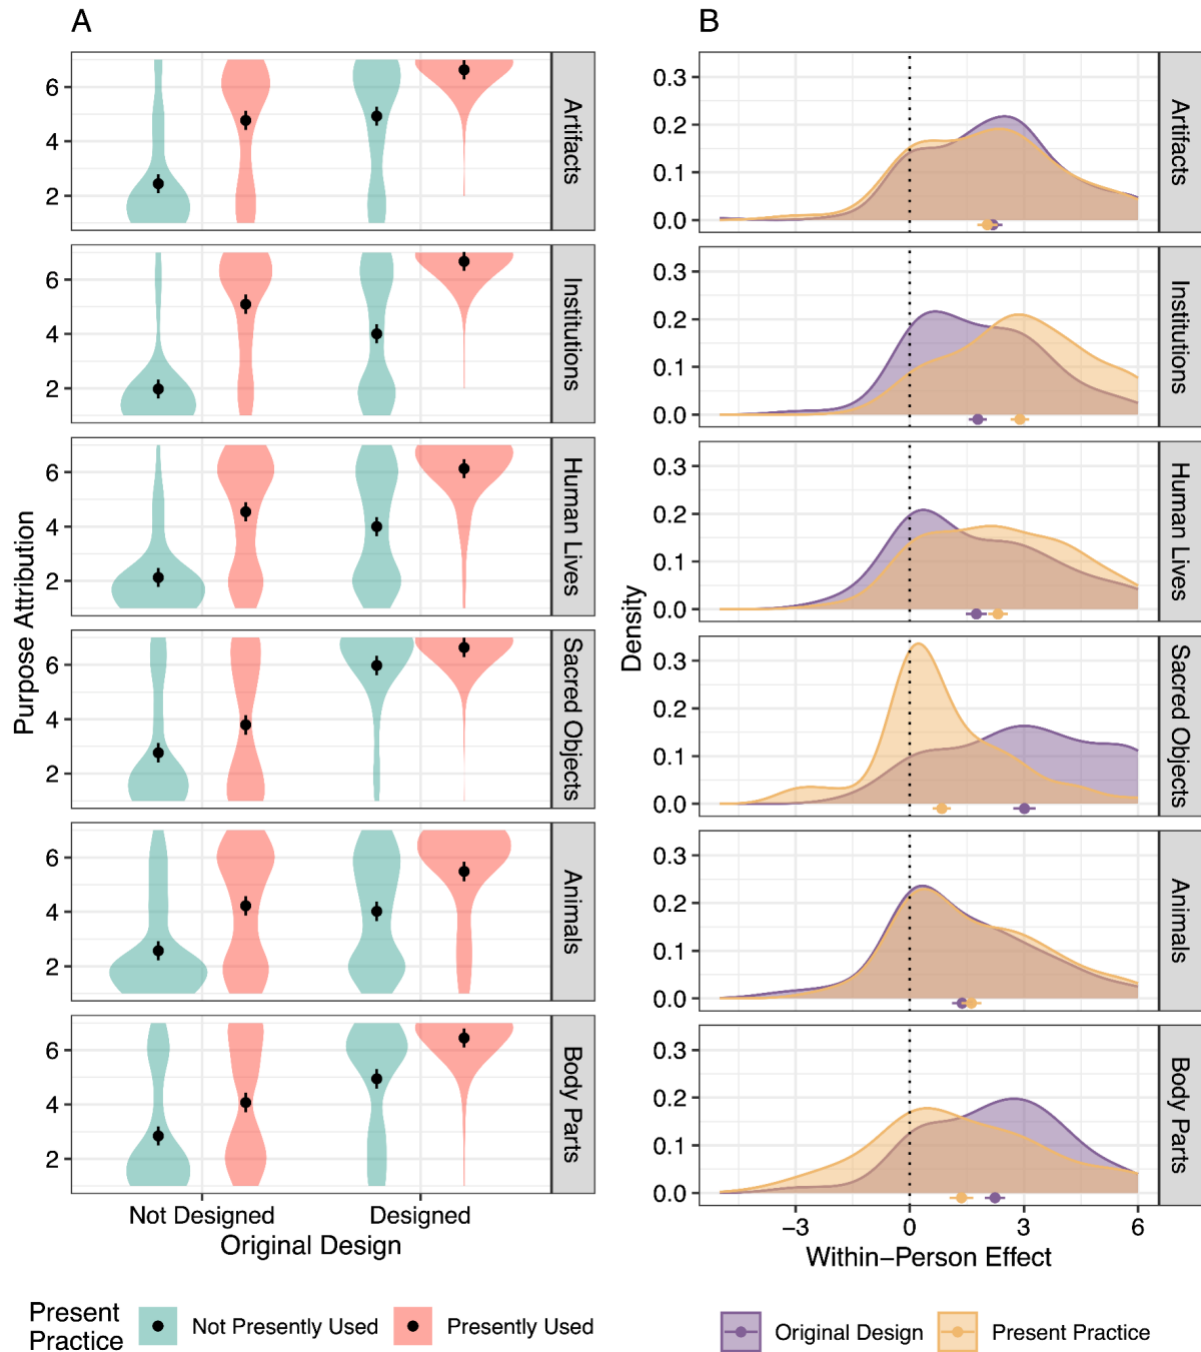 A
B
6
4
2
Artifacts
6
4
2
Institutions
6
4
2
Human Lives
6
4
2
Sacred Objects
6
4
2
Animals
6
4
2
Body Parts
Purpose Attribution
Not Designed
Designed
Original Design
Present
Practice
Not Presently Used
Presently Used
0.3
0.2
0.1
0.0
Artifacts
0.3
0.2
0.1
0.0
Institutions
0.3
0.2
0.1
0.0
Human Lives
0.3
0.2
0.1
0.0
Sacred Objects
0.3
0.2
0.1
0.0
Animals
0.3
0.2
0.1
0.0
Body Parts
Density
−3
0
3
6
Within−Person Effect
Original Design
Present Practice